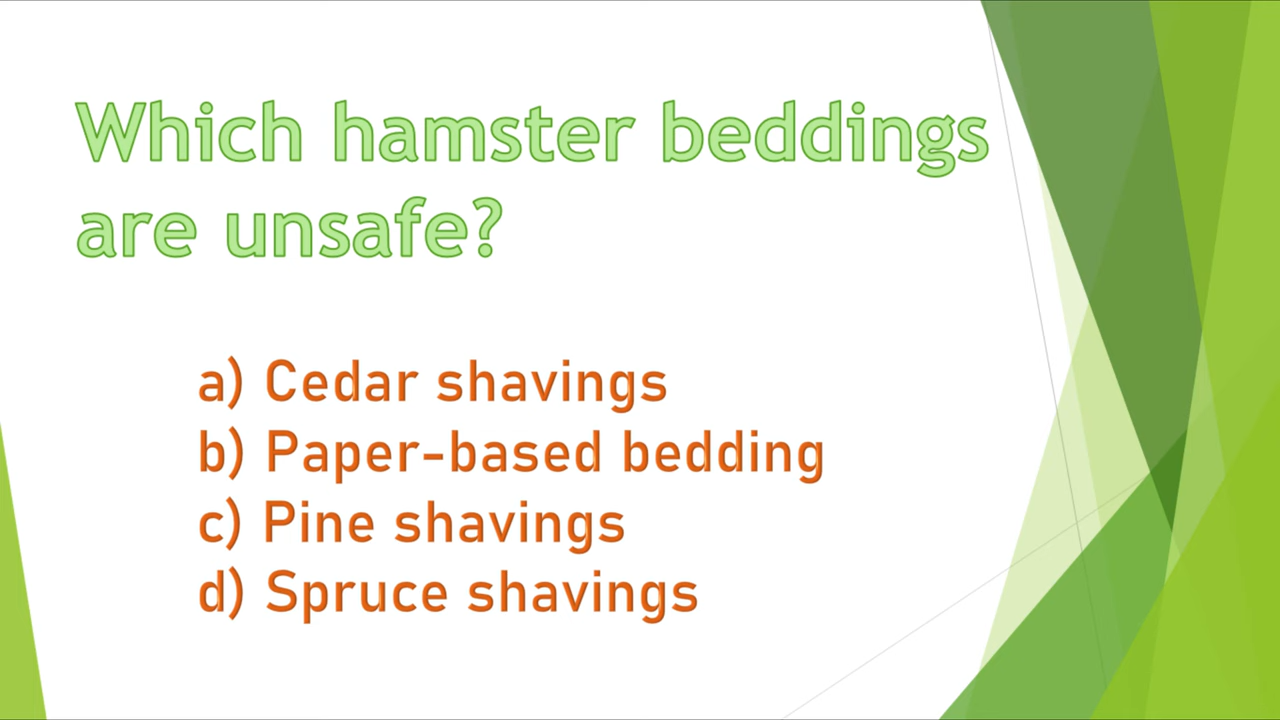 Which hamster beddings
are unsafe?
a) Cedar shavings
b) Paper-based bedding
c) Pine shavings
d) Spruce shavings